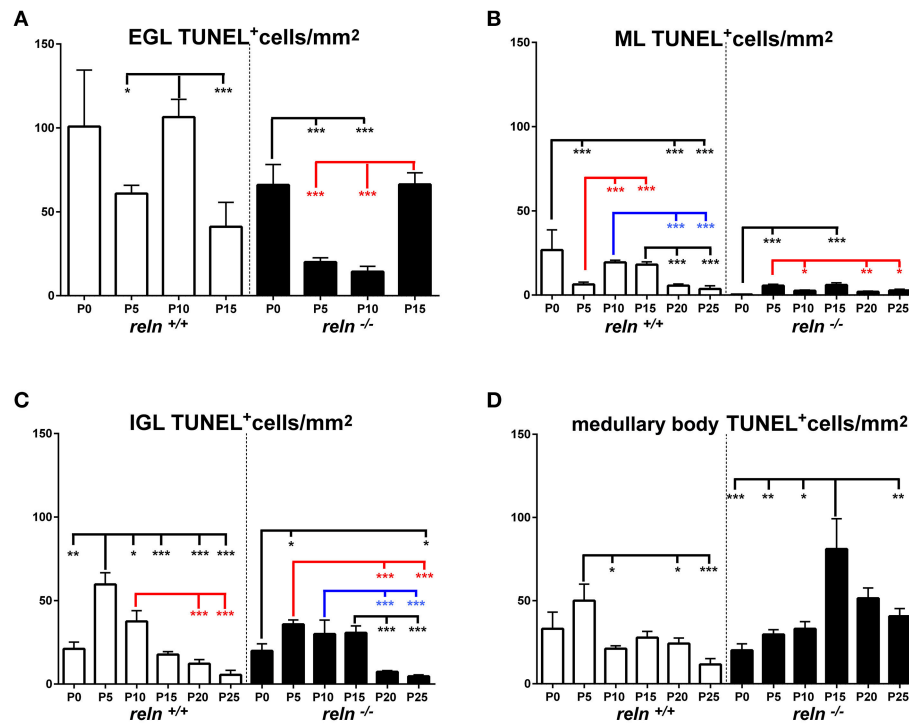 A
EGL TUNEL+cells/mm2
150
100
50
0
* ***
*** ***
*** ***
P0 P5 P10 P15 P0 P5 P10 P15
reln +/+ reln -/-
B
ML TUNEL+cells/mm2
150
100
50
0
*** *** ***
*** ***
*** ***
*** ***
*** ***
* ** *
P0 P5 P10 P15 P20 P25 P0 P5 P10 P15 P20 P25
reln +/+ reln -/-
C
IGL TUNEL+cells/mm2
150
100
50
0
** * *** *** ***
*** ***
* *
*** ***
*** ***
*** ***
P0 P5 P10 P15 P20 P25 P0 P5 P10 P15 P20 P25
reln +/+ reln -/-
D
medullary body TUNEL+cells/mm2
150
100
50
0
* * ***
*** ** * **
P0 P5 P10 P15 P20 P25 P0 P5 P10 P15 P20 P25
reln +/+ reln -/-